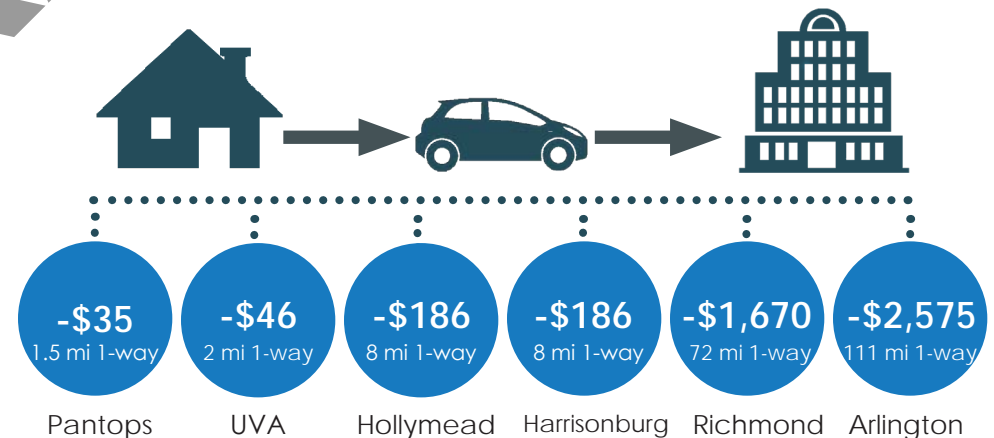 -$35
1.5 mi 1-way
Pantops
-$46
2 mi 1-way
UVA
-$186
8 mi 1-way
Hollymead
-$186
8 mi 1-way
Harrisonburg
-$1,670
72 mi 1-way
Richmond
-$2,575
111 mi 1-way
Arlington